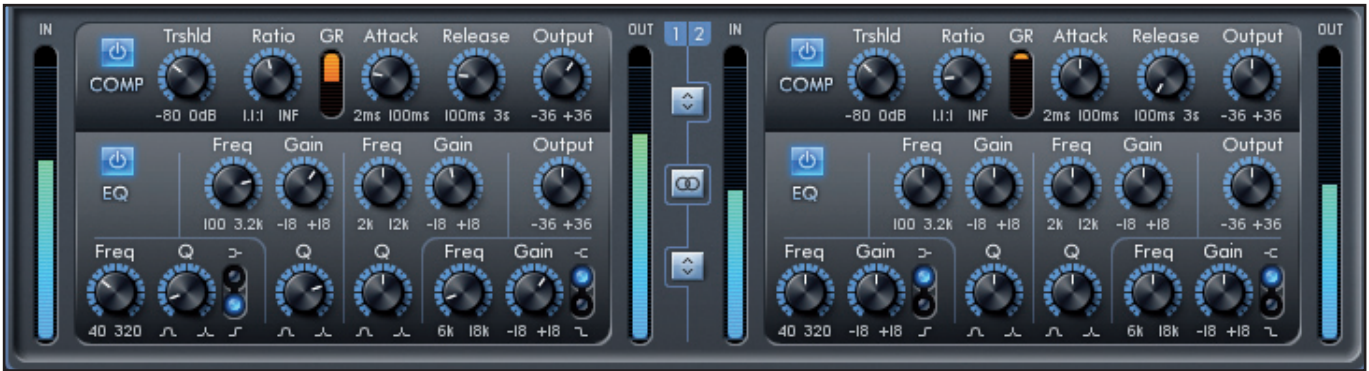 IN OUT 1 2 IN OUT
Trshld Ratio GR Attack Release Output
COMP
-80 0dB 1.1:1 INF 2ms 100ms 100ms 3s -36 +36
Freq Gain Freq Gain Output
EQ
100 3.2k -18 +18 2k 12k -18 +18 -36 +36
Freq Q Q Q Freq Gain
40 320 6k 18k -18 +18
Trshld Ratio GR Attack Release Output
COMP
-80 0dB 1.1:1 INF 2ms 100ms 100ms 3s -36 +36
Freq Gain Freq Gain Output
EQ
100 3.2k -18 +18 2k 12k -18 +18 -36 +36
Freq Gain Q Q Freq Gain
40 320 -18 +18 6k 18k -18 +18